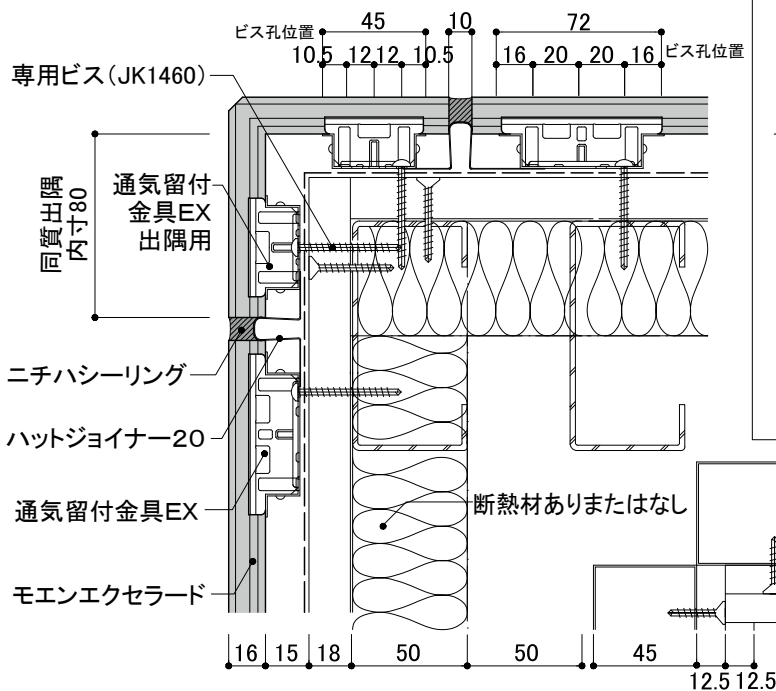 45
10
72
ビス孔位置
10.5 12 12 10.5
16 20 20 16
ビス孔位置
専用ビス(JK1460)
同質出隅
内寸80
通気留付
金具EX
出隅用
ニチハシーリング
ハットジョイナー20
通気留付金具EX
モエンエクセラード
断熱材ありまたはなし
16 15 18 50 50 45
12.5 12.5